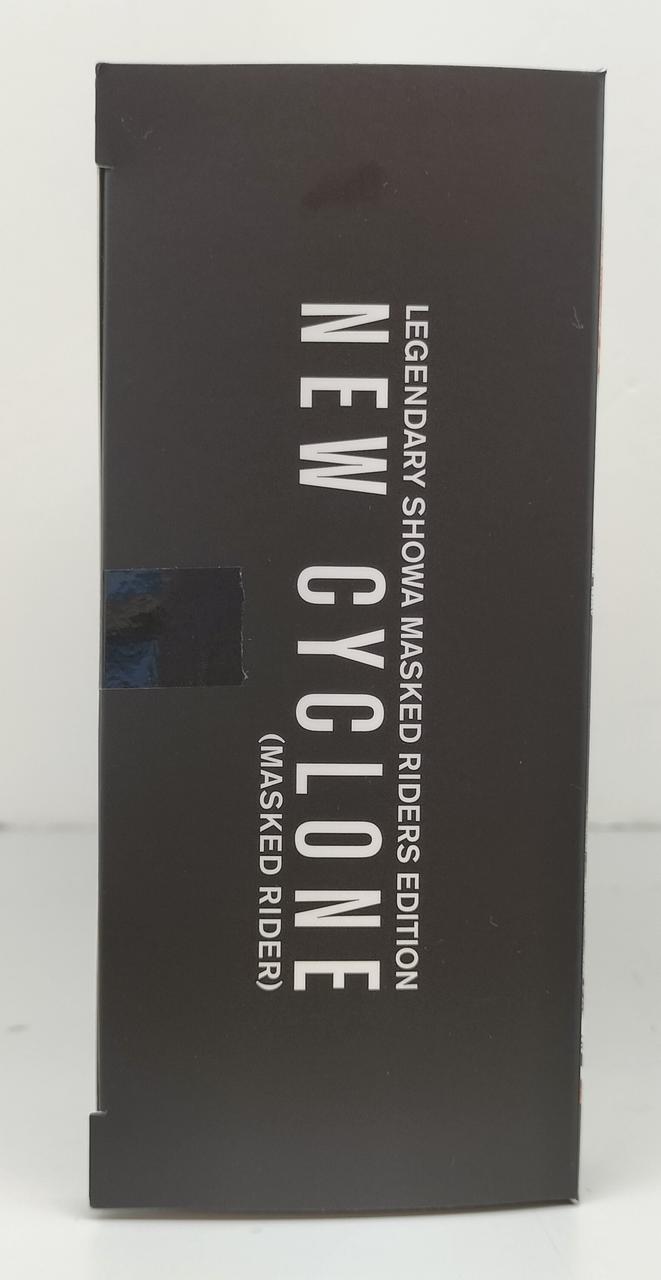 LEGENDARY SHOWA MASKED RIDERS EDITION
NEW CYCLONE
(MASKED RIDER)